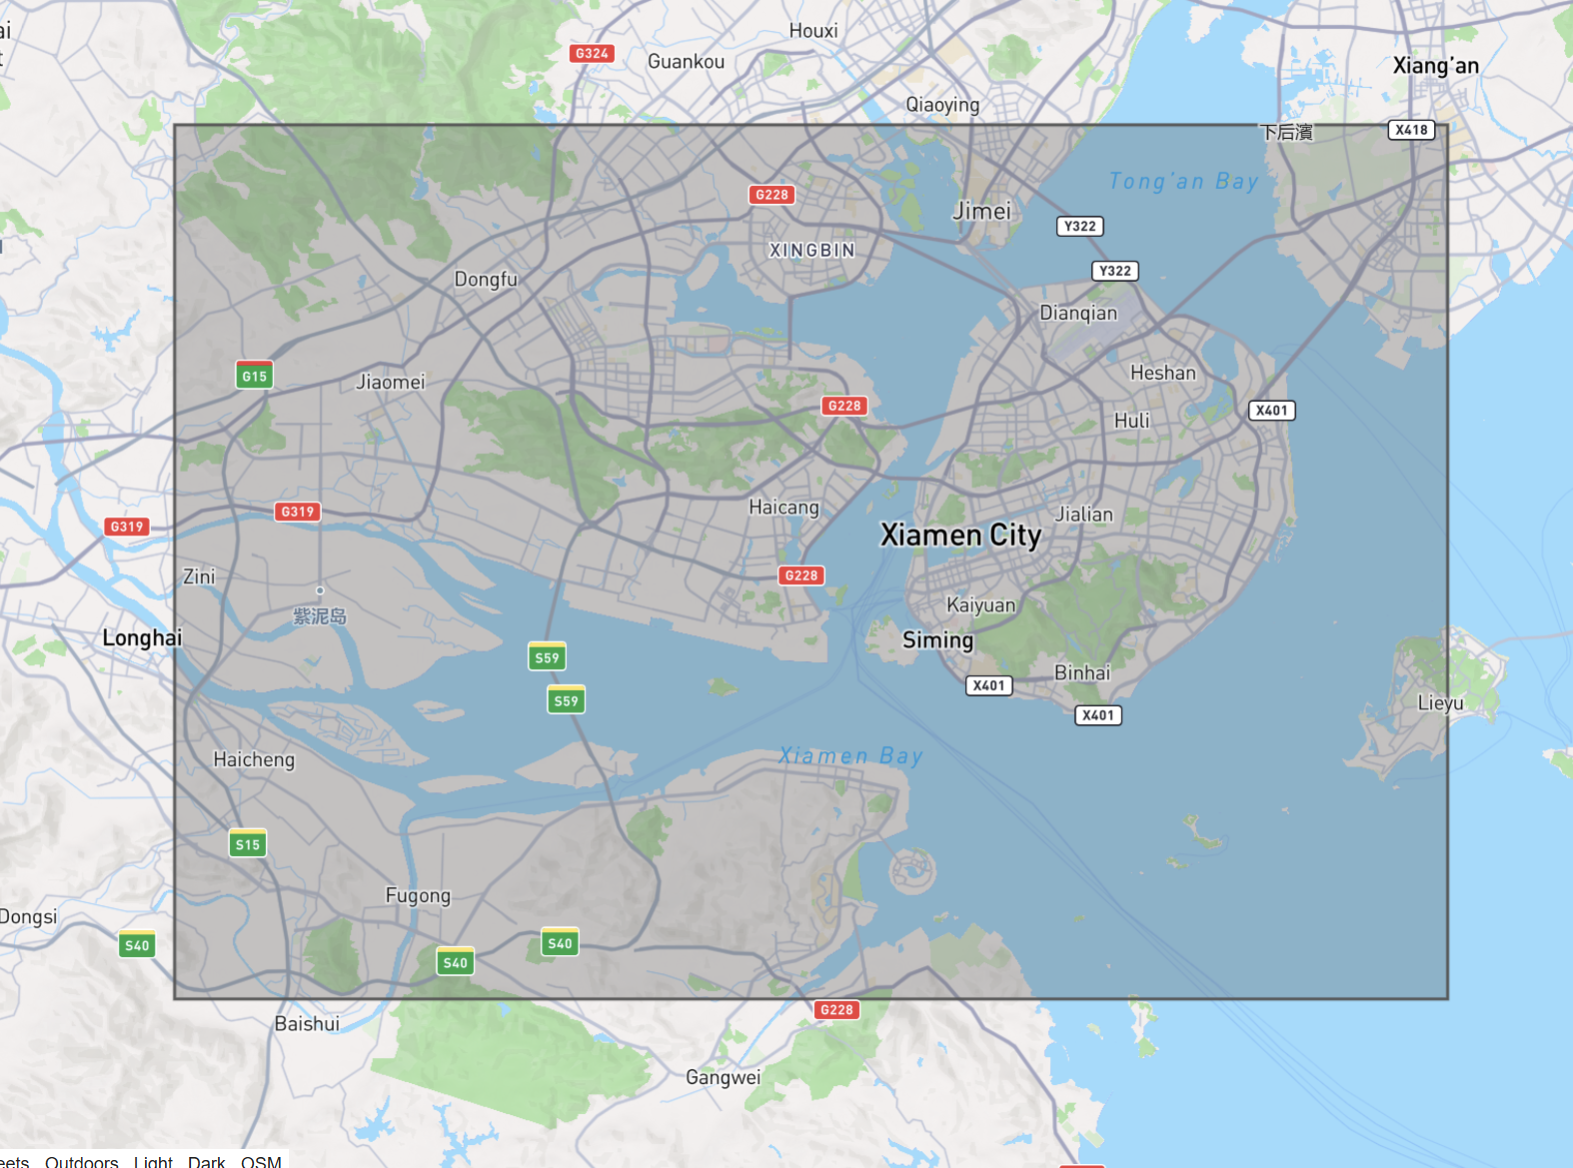 Houxi
G324
Guankou
Xiang'an
Qiaoying
下后濱
X418
Tong'an Bay
G228
Jimei
Y322
XINGBIN
Y322
Dongfu
Dianqian
G15
Jiaomei
Heshan
G228
X401
Huli
Haicang
G319
G319
Jialian
Xiamen City
Zini
G228
紫泥岛
Kaiyuan
Longhai
Siming
S59
Binhai
X401
S59
Lieyu
X401
Haicheng
Xiamen Bay
S15
Fugong
Dongsi
S40
S40
S40
G228
Baishui
Gangwei
eets Outdoors Light Dark OSM